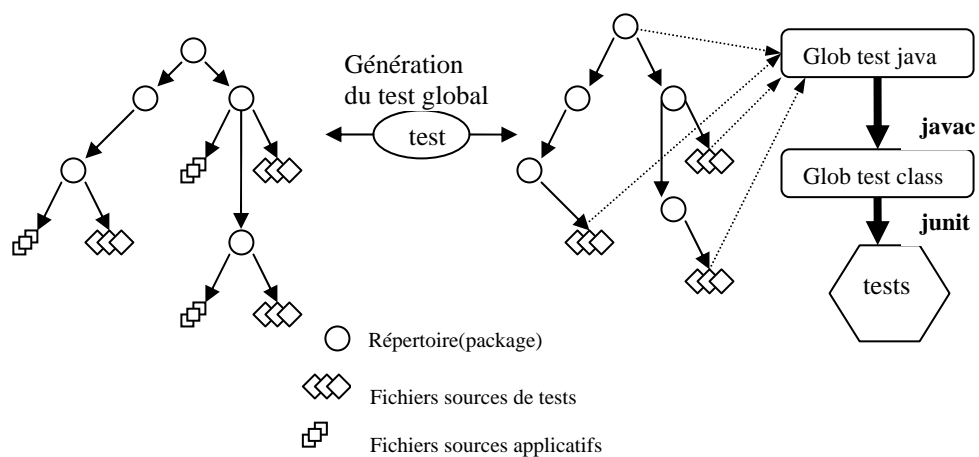 Génération
du test global
test
Glob test java
javac
Glob test class
junit
tests
Répertoire(package)
Fichiers sources de tests
Fichiers sources applicatifs